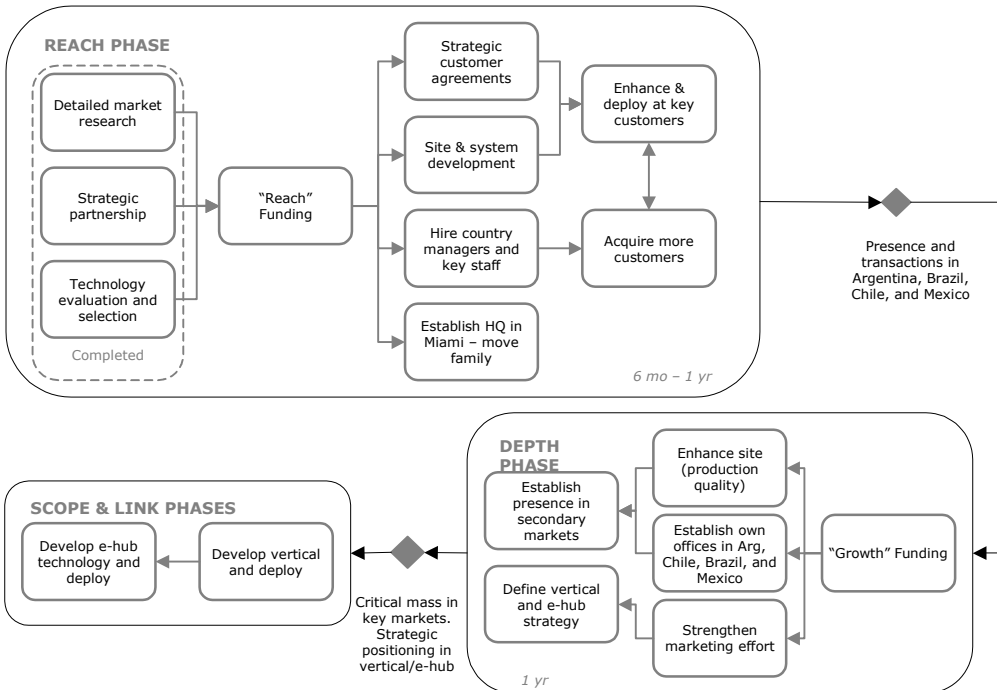 REACH PHASE
Detailed market
research
Strategic
partnership
Technology
evaluation and
selection
Completed
“Reach”
Funding
Strategic
customer
agreements
Site & system
development
Hire country
managers and
key staff
Establish HQ in
Miami – move
family
Enhance &
deploy at key
customers
Acquire more
customers
6 mo – 1 yr
Presence and
transactions in
Argentina, Brazil,
Chile, and Mexico
DEPTH
PHASE
“Growth” Funding
Enhance site
(production
quality)
Establish own
offices in Arg,
Chile, Brazil, and
Mexico
Strengthen
marketing effort
Establish
presence in
secondary
markets
Define vertical
and e-hub
strategy
1 yr
Critical mass in
key markets.
Strategic
positioning in
vertical/e-hub
SCOPE & LINK PHASES
Develop vertical
and deploy
Develop e-hub
technology and
deploy